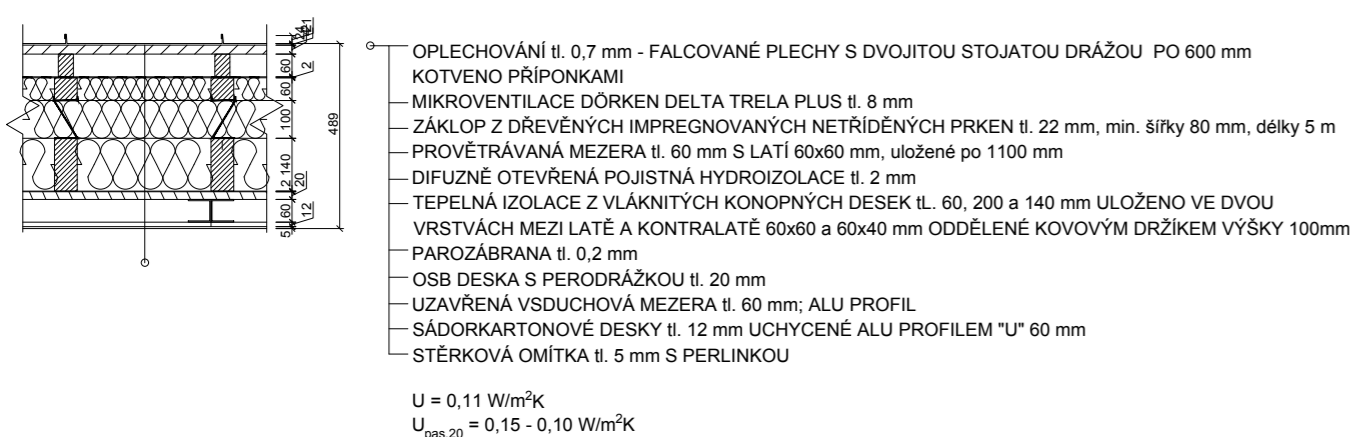 OPLECHOVÁNÍ tl. 0,7 mm - FALCOVANÉ PLECHY S DVOJITOU STOJATOU DRÁŽOU PO 600 mm
KOTVENO PŘÍPONKAMI
MIKROVENTILACE DÖRKEN DELTA TRELA PLUS tl. 8 mm
ZÁKLOP Z DŘEVĚNÝCH IMPREGNOVANÝCH NETŘÍDĚNÝCH PRKEN tl. 22 mm, min. šířky 80 mm, délky 5 m
PROVĚTRÁVANÁ MEZERA tl. 60 mm S LATÍ 60x60 mm, uložené po 1100 mm
DIFUZNĚ OTEVŘENÁ POJISTNÁ HYDROIZOLACE tl. 2 mm
TEPELNÁ IZOLACE Z VLÁKNITÝCH KONOPNÝCH DESEK tL. 60, 200 a 140 mm ULOŽENO VE DVOU
VRSTVÁCH MEZI LATĚ A KONTRALATĚ 60x60 a 60x40 mm ODDĚLENÉ KOVOVÝM DRŽÍKEM VÝŠKY 100mm
PAROZÁBRANA tl. 0,2 mm
OSB DESKA S PERODRÁŽKOU tl. 20 mm
UZAVŘENÁ VSDUCHOVÁ MEZERA tl. 60 mm; ALU PROFIL
SÁDORKARTONOVÉ DESKY tl. 12 mm UCHYCENÉ ALU PROFILEM "U" 60 mm
STĚRKOVÁ OMÍTKA tl. 5 mm S PERLINKOU
U = 0,11 W/m²K
U pas,20 = 0,15 - 0,10 W/m²K
60
2
60
100
140
2
20
60
12
5
489